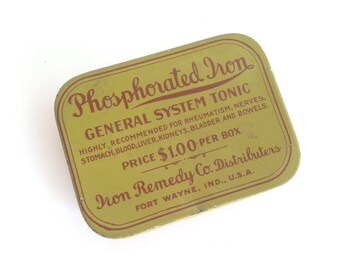 Phosphorated Iron
GENERAL SYSTEM TONIC
HIGHLY RECOMMENDED FOR RHEUMATISM, NERVES,
STOMACH, BLOOD, LIVER, KIDNEYS, BLADDER AND BOWELS.
PRICE $1.00 PER BOX
Iron Remedy Co. Distributers
FORT WAYNE, IND., U.S.A.